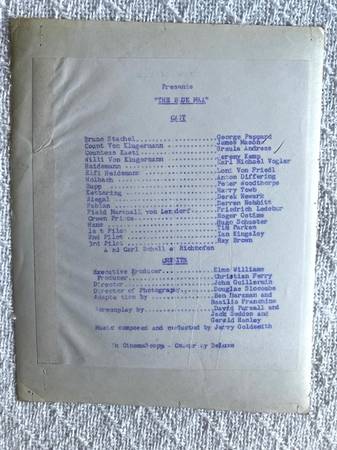 Presents
"THE BLUE MAX"
CAST
Bruno Stachel................George Peppard
Count Von Klugermann................James Mason
Countess Kaeti................Ursula Andress
Willi Von Klugermann................Jeremy Kemp
Heidemann................Carl Michael Vogler
Elfi Heidemann................Loni Von Friedl
Holbach................Anton Diffring
Rupp................Peter Woodthorpe
Kettering................Harry Towb
Ziegel................Derek Newark
Fabian................Derren Nesbitt
Field Marshall von Lendorf................Friedrich Ledebur
Crown Prince................Roger Ostime
Hans................Hugo Schuster
1st Pilot................Tim Parkes
2nd Pilot................Ian Kingsley
3rd Pilot................Ray Brown
and Carl Schell as Richthofen
CREDITS
Executive Producer................Elmo Williams
Producer................Christian Ferry
Director................John Guillermin
Director of Photography................Douglas Slocombe
Adaptation by................Ben Barzman and
Basilio Franchina
Screenplay by................David Pursall and
Jack Seddon and
Gerald Hanley
Music composed and conducted by Jerry Goldsmith
In CinemaScope - Color by DeLuxe